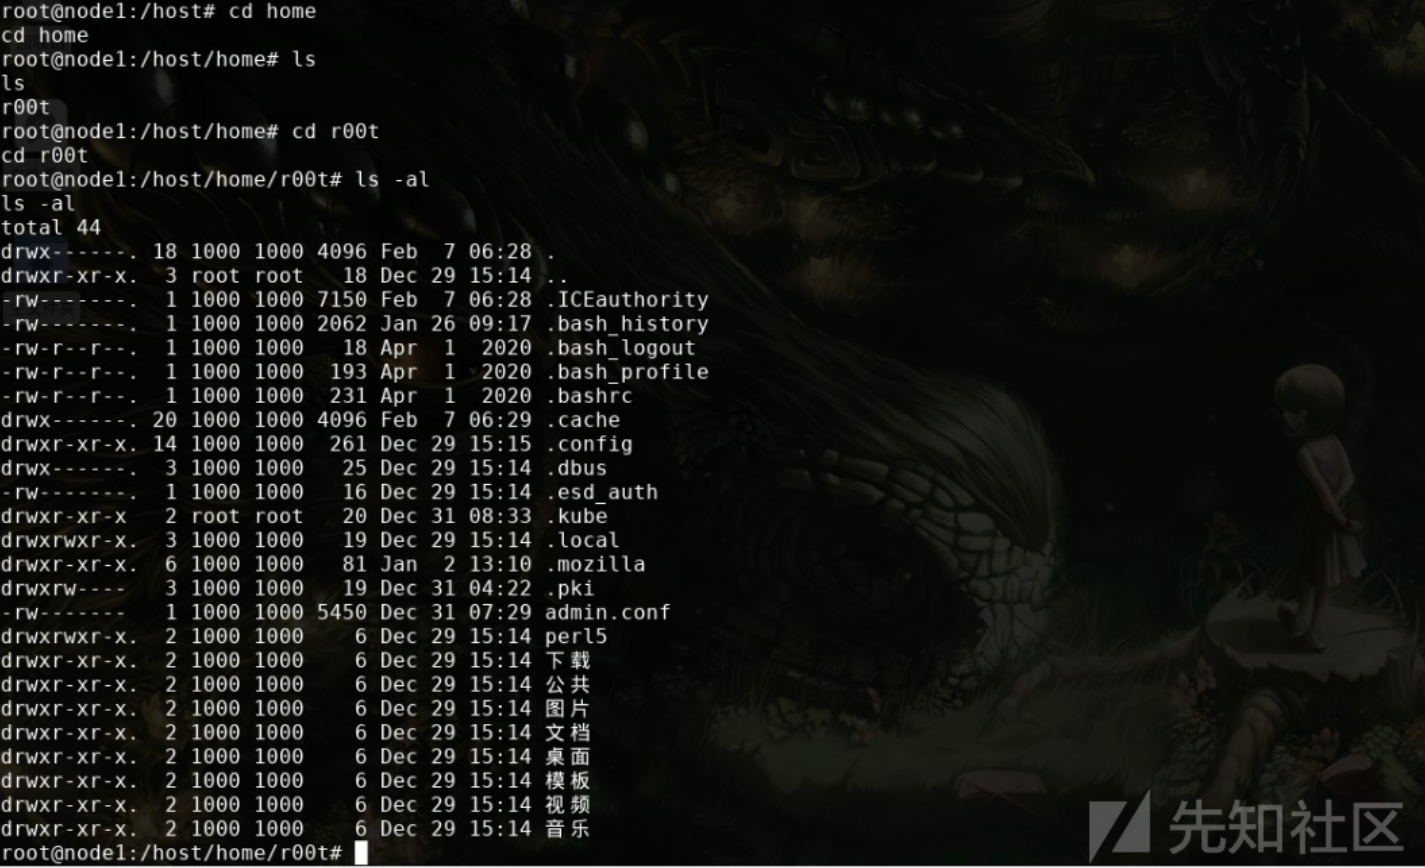 root@node1:/host# cd home
cd home
root@node1:/host/home# ls
ls
r00t
root@node1:/host/home# cd r00t
cd r00t
root@node1:/host/home/r00t# ls -al
ls -al
total 44
drwx------. 18 1000 1000 4096 Feb  7 06:28 .
drwxr-xr-x.  3 root root   18 Dec 29 15:14 ..
-rw-------.  1 1000 1000 7150 Feb  7 06:28 .ICEauthority
-rw-------.  1 1000 1000 2062 Jan 26 09:17 .bash_history
-rw-r--r--.  1 1000 1000   18 Apr  1  2020 .bash_logout
-rw-r--r--.  1 1000 1000  193 Apr  1  2020 .bash_profile
-rw-r--r--.  1 1000 1000  231 Apr  1  2020 .bashrc
drwx------. 20 1000 1000 4096 Feb  7 06:29 .cache
drwxr-xr-x. 14 1000 1000  261 Dec 29 15:15 .config
drwx------.  3 1000 1000   25 Dec 29 15:14 .dbus
-rw-------.  1 1000 1000   16 Dec 29 15:14 .esd_auth
drwxr-xr-x   2 root root   20 Dec 31 08:33 .kube
drwxrwxr-x.  3 1000 1000   19 Dec 29 15:14 .local
drwxr-xr-x.  6 1000 1000   81 Jan  2 13:10 .mozilla
drwxrw----   3 1000 1000   19 Dec 31 04:22 .pki
-rw-------   1 1000 1000 5450 Dec 31 07:29 admin.conf
drwxrwxr-x.  2 1000 1000    6 Dec 29 15:14 perl5
drwxr-xr-x.  2 1000 1000    6 Dec 29 15:14 下载
drwxr-xr-x.  2 1000 1000    6 Dec 29 15:14 公共
drwxr-xr-x.  2 1000 1000    6 Dec 29 15:14 图片
drwxr-xr-x.  2 1000 1000    6 Dec 29 15:14 文档
drwxr-xr-x.  2 1000 1000    6 Dec 29 15:14 桌面
drwxr-xr-x.  2 1000 1000    6 Dec 29 15:14 模板
drwxr-xr-x.  2 1000 1000    6 Dec 29 15:14 视频
drwxr-xr-x.  2 1000 1000    6 Dec 29 15:14 音乐
root@node1:/host/home/r00t#
先知社区